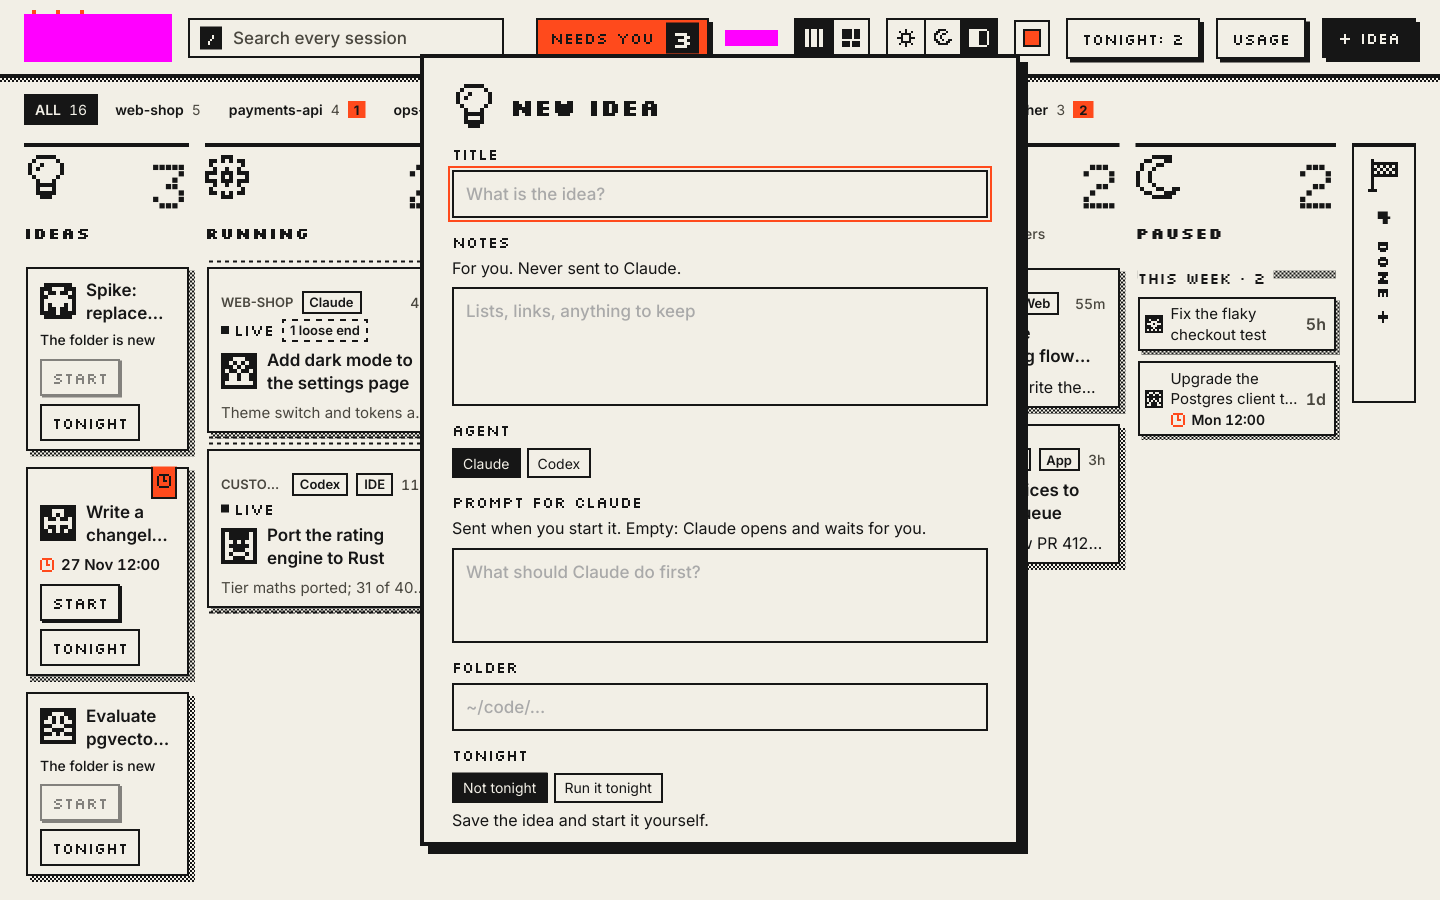 / Search every session
NEEDS YOU 3
TONIGHT: 2
USAGE
+ IDEA
ALL 16
web-shop 5
payments-api 4 1
3 2
3
IDEAS
Spike:
replace...
The folder is new
START
TONIGHT
Write a
changel...
27 Nov 12:00
START
TONIGHT
Evaluate
pgvecto...
The folder is new
START
TONIGHT
RUNNING
WEB-SHOP Claude
LIVE 1 loose end
Add dark mode to
the settings page
Theme switch and tokens a...
CUSTO... Codex IDE
LIVE
Port the rating
engine to Rust
Tier maths ported; 31 of 40...
NEW IDEA
TITLE
What is the idea?
NOTES
For you. Never sent to Claude.
Lists, links, anything to keep
AGENT
Claude Codex
PROMPT FOR CLAUDE
Sent when you start it. Empty: Claude opens and waits for you.
What should Claude do first?
FOLDER
~/code/...
TONIGHT
Not tonight Run it tonight
Save the idea and start it yourself.
2
Web 55m
flow...
the...
App 3h
to
PR 412...
2
PAUSED
THIS WEEK · 2
Fix the flaky
checkout test
5h
Upgrade the
Postgres client t... 1d
Mon 12:00
4 DONE +